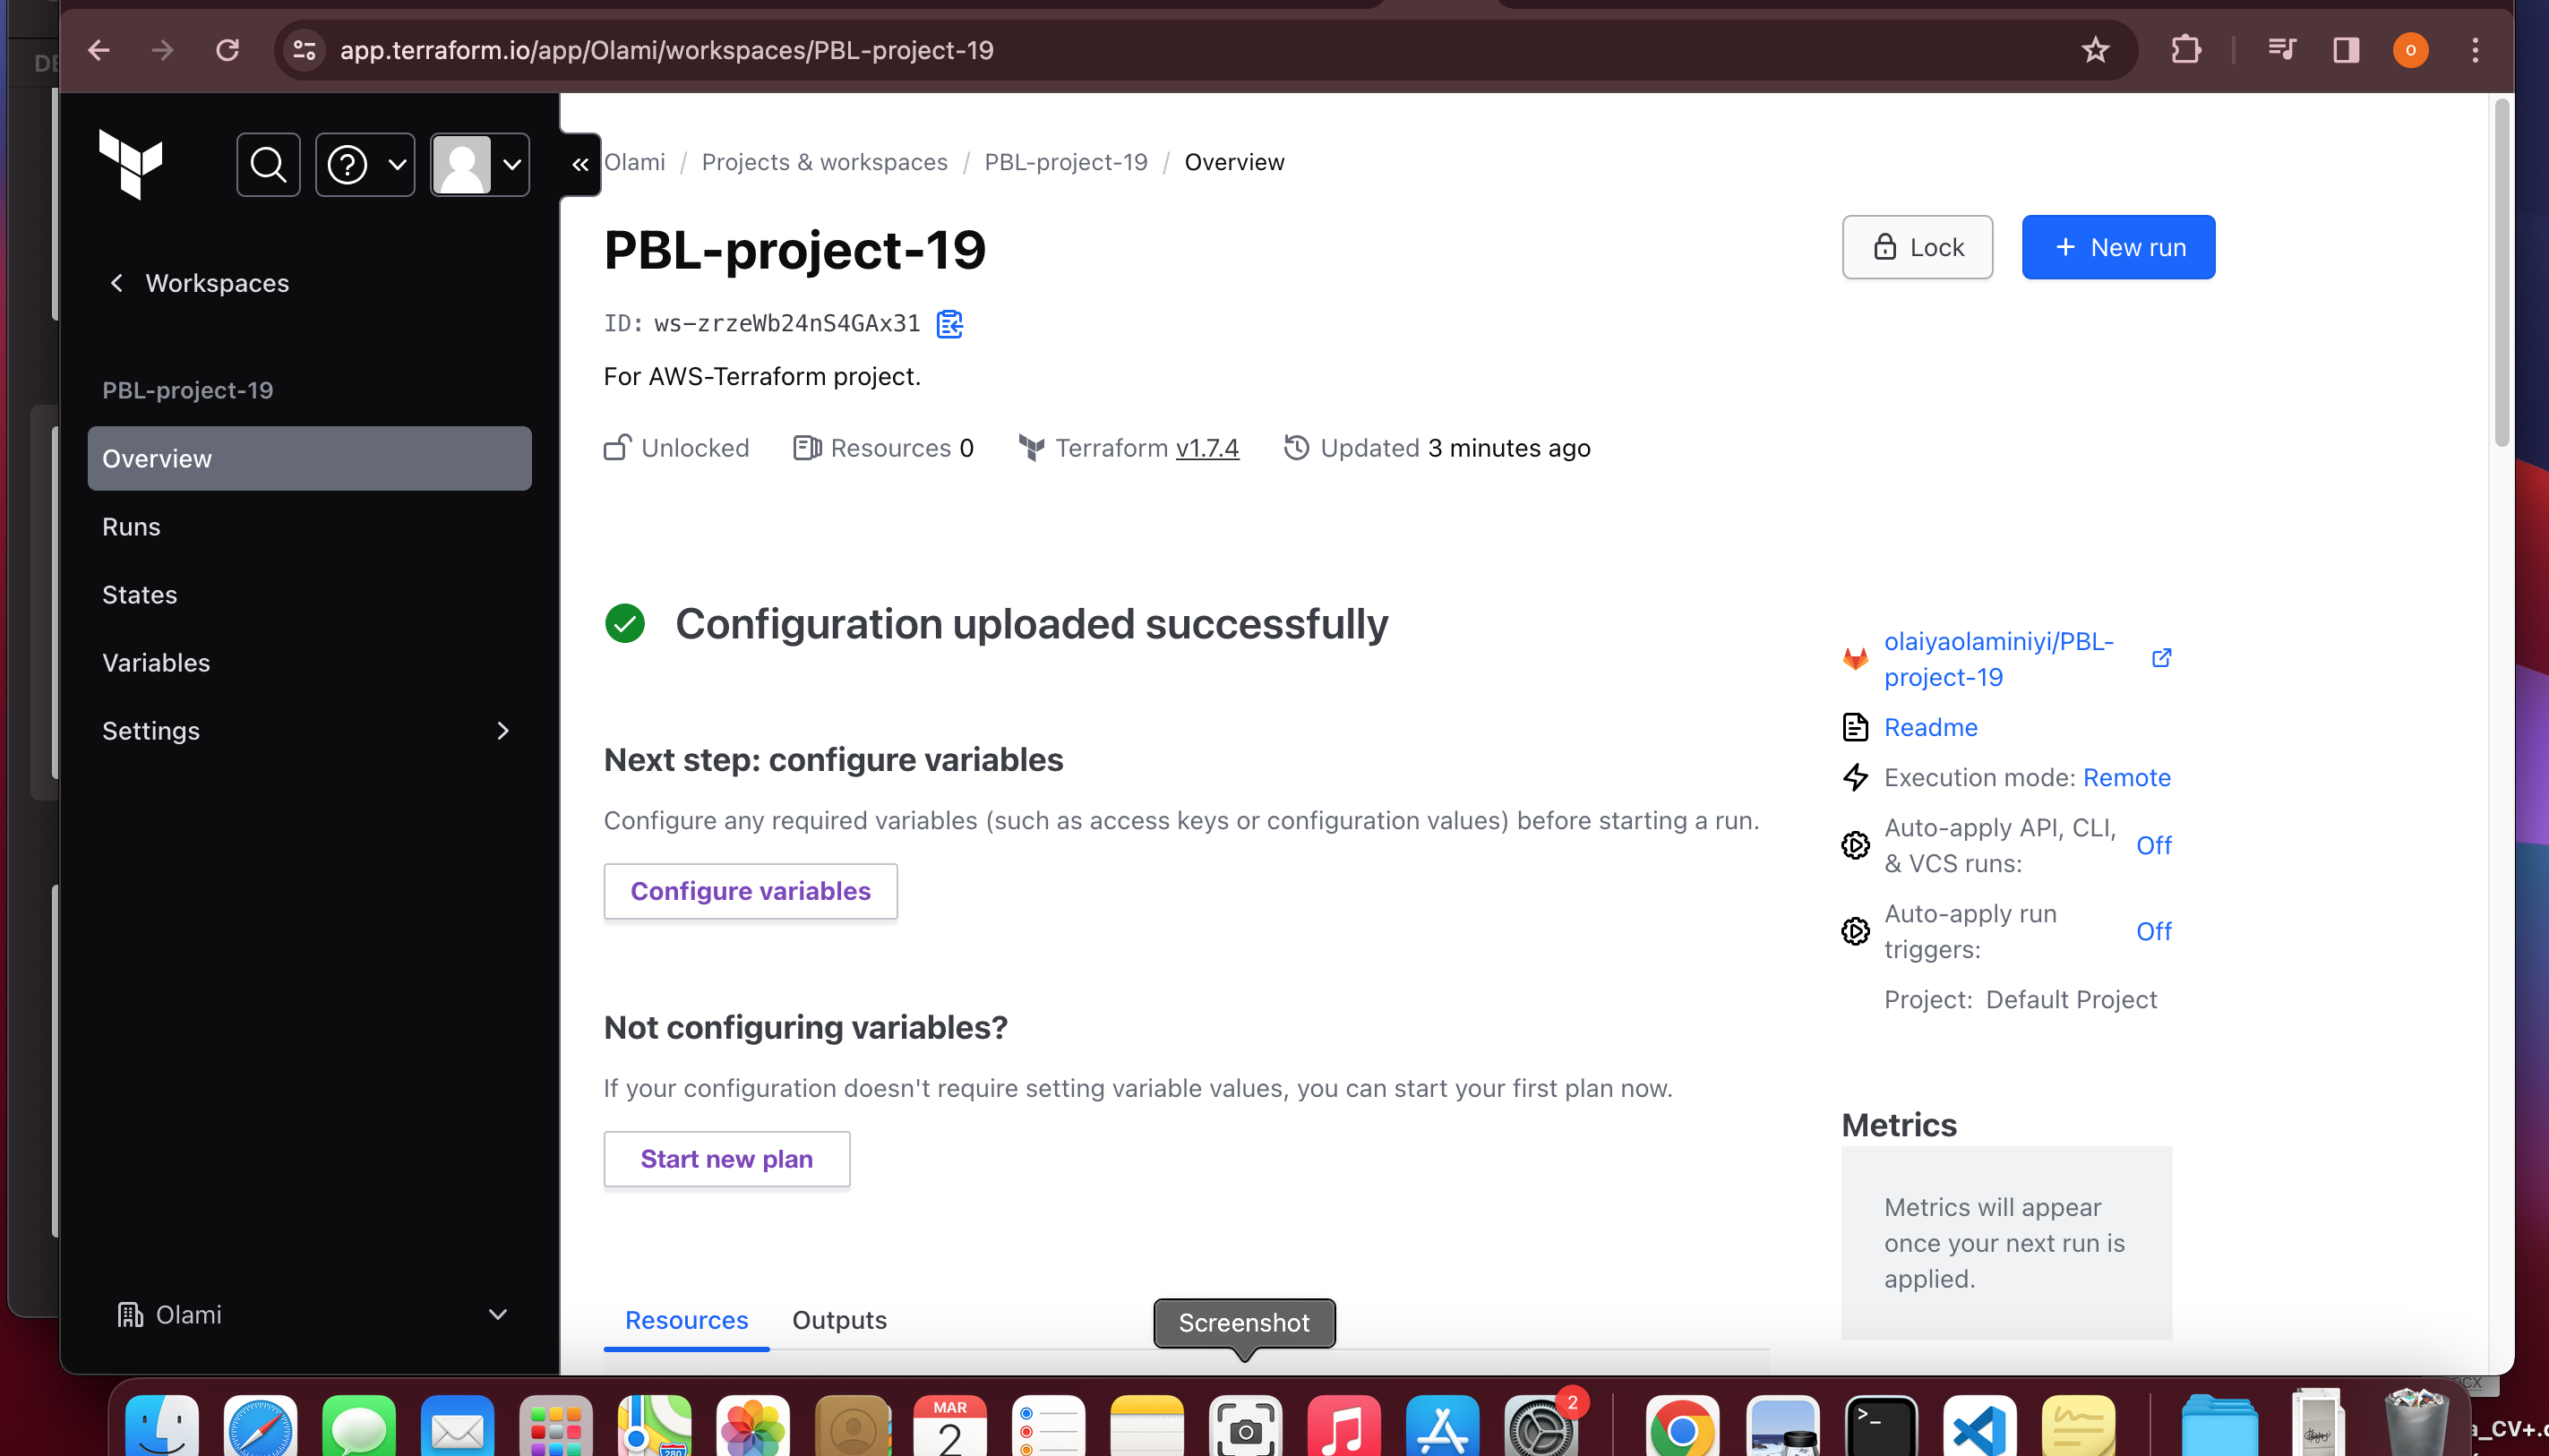 DE
app.terraform.io/app/Olami/workspaces/PBL-project-19
O
Olami / Projects & workspaces / PBL-project-19 / Overview
PBL-project-19
Lock
+ New run
Workspaces
ID: ws-zrzeWb24nS4GAx31
For AWS-Terraform project.
PBL-project-19
Unlocked Resources 0 Terraform v1.7.4 Updated 3 minutes ago
Overview
Runs
States
Variables
Settings
Configuration uploaded successfully
Next step: configure variables
Configure any required variables (such as access keys or configuration values) before starting a run.
Configure variables
Not configuring variables?
If your configuration doesn't require setting variable values, you can start your first plan now.
Start new plan
olaiyaolaminiyi/PBL-
project-19
Readme
Execution mode: Remote
Auto-apply API, CLI,
& VCS runs: Off
Auto-apply run
triggers: Off
Project: Default Project
Metrics
Metrics will appear
once your next run is
applied.
Resources Outputs
Screenshot
Olami
MAR
2
280
2
>_
a_CV+.